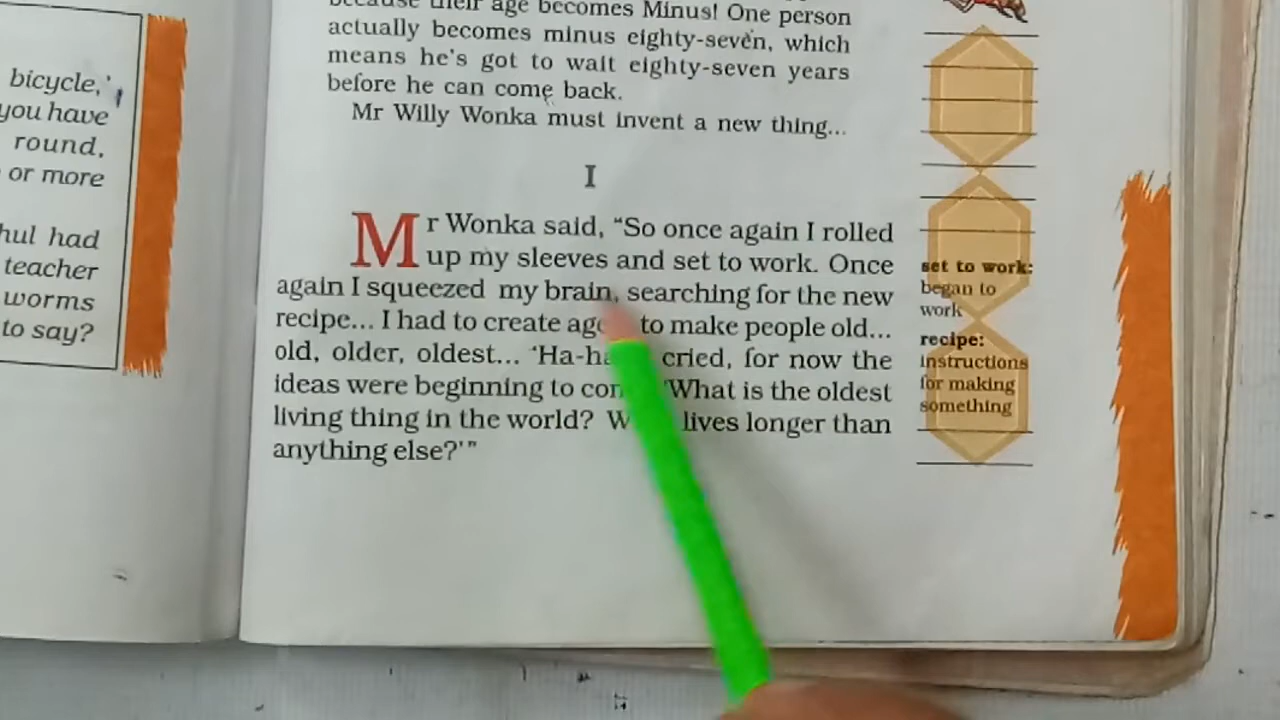 bicycle,'
you have
round,
or more
hul had
teacher
worms
to say?
because their age becomes Minus! One person
actually becomes minus eighty-seven, which
means he's got to wait eighty-seven years
before he can come back.
Mr Willy Wonka must invent a new thing...
I
Mr Wonka said, “So once again I rolled
up my sleeves and set to work. Once
again I squeezed my brain, searching for the new
recipe... I had to create age to make people old...
old, older, oldest... ‘Ha-ha cried, for now the
ideas were beginning to com ‘What is the oldest
living thing in the world? W lives longer than
anything else?’”
set to work:
began to
work
recipe:
instructions
for making
something